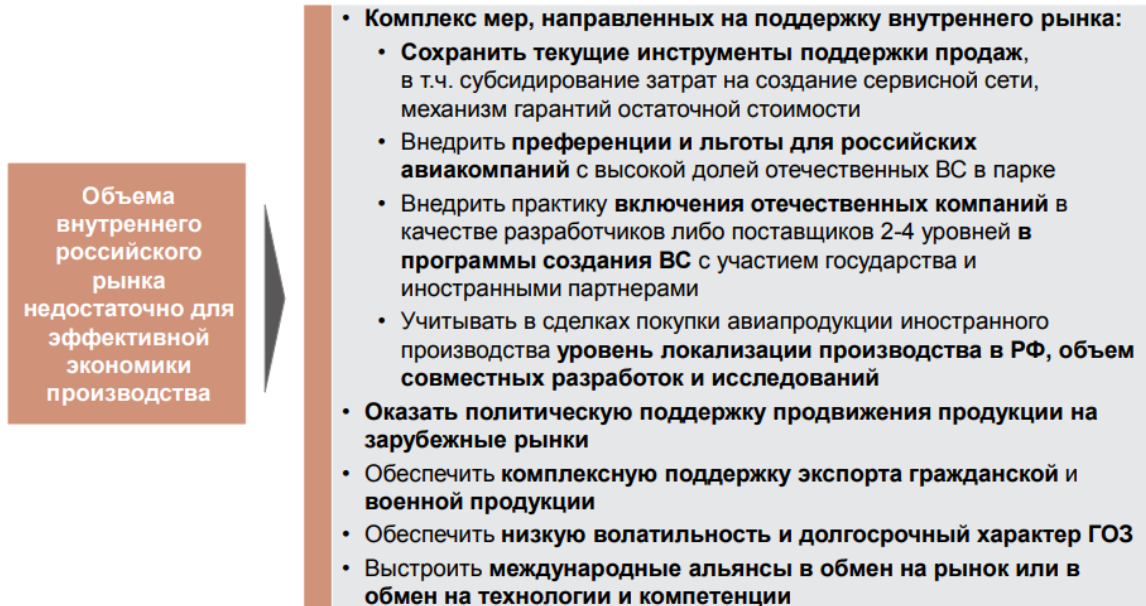 Объема
внутреннего
российского
рынка
недостаточно для
эффективной
экономики
производства
• Комплекс мер, направленных на поддержку внутреннего рынка:
• Сохранить текущие инструменты поддержки продаж,
в т.ч. субсидирование затрат на создание сервисной сети,
механизм гарантий остаточной стоимости
• Внедрить преференции и льготы для российских
авиакомпаний с высокой долей отечественных ВС в парке
• Внедрить практику включения отечественных компаний в
качестве разработчиков либо поставщиков 2-4 уровней в
программы создания ВС с участием государства и
иностранными партнерами
• Учитывать в сделках покупки авиапродукции иностранного
производства уровень локализации производства в РФ, объем
совместных разработок и исследований
• Оказать политическую поддержку продвижения продукции на
зарубежные рынки
• Обеспечить комплексную поддержку экспорта гражданской и
военной продукции
• Обеспечить низкую волатильность и долгосрочный характер ГОЗ
• Выстроить международные альянсы в обмен на рынок или в
обмен на технологии и компетенции